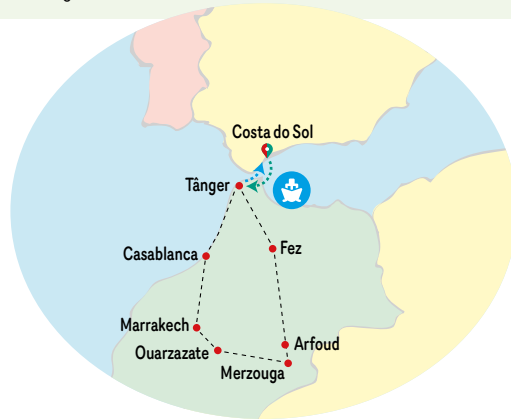 Costa do Sol
Tânger
Casablanca
Fez
Marrakech
Ouarzazate
Arfoud
Merzouga